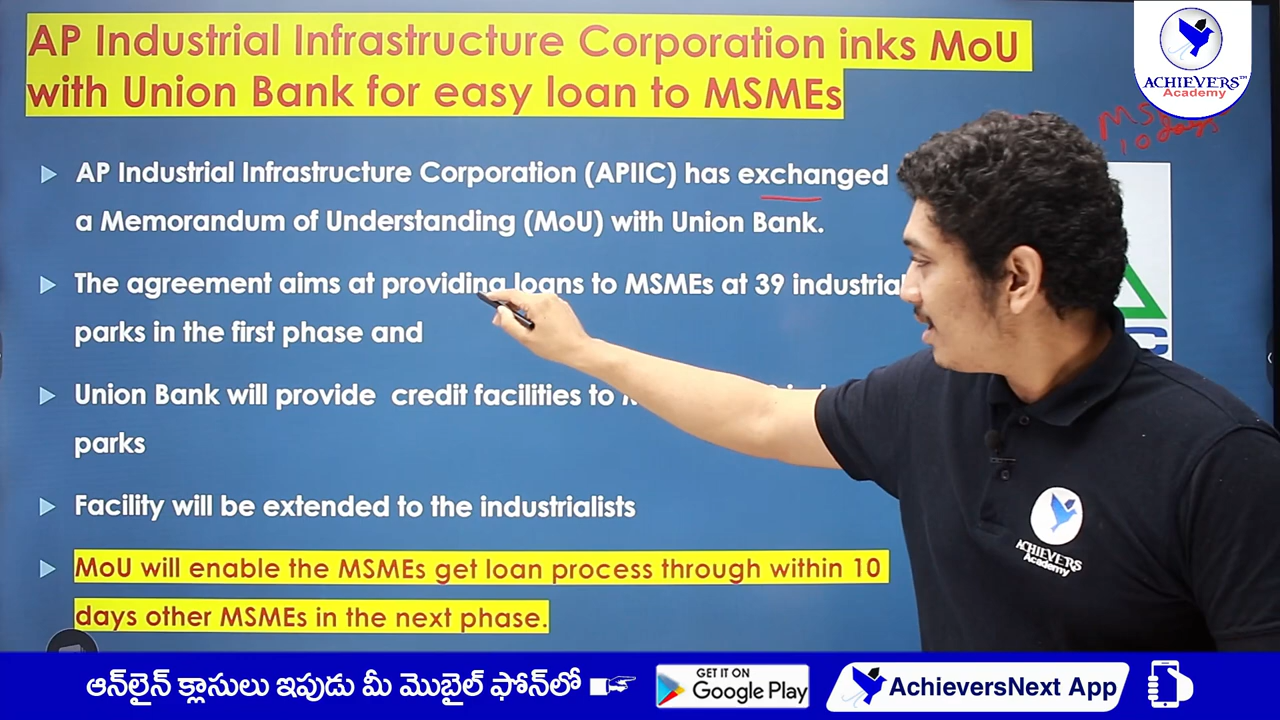 AP Industrial Infrastructure Corporation inks MoU
with Union Bank for easy loan to MSMEs
ACHIEVERS™
Academy
10 days
AP Industrial Infrastructure Corporation (APIIC) has exchanged
a Memorandum of Understanding (MoU) with Union Bank.
The agreement aims at providing loans to MSMEs at 39 industrial
parks in the first phase and
Union Bank will provide credit facilities to
parks
Facility will be extended to the industrialists
MoU will enable the MSMEs get loan process through within 10
days other MSMEs in the next phase.
ACHIEVERS
Academy
ఆన్‌లైన్ క్లాసులు ఇపుడు మీ మొబైల్ ఫోన్‌లో
GET IT ON
Google Play
AchieversNext App